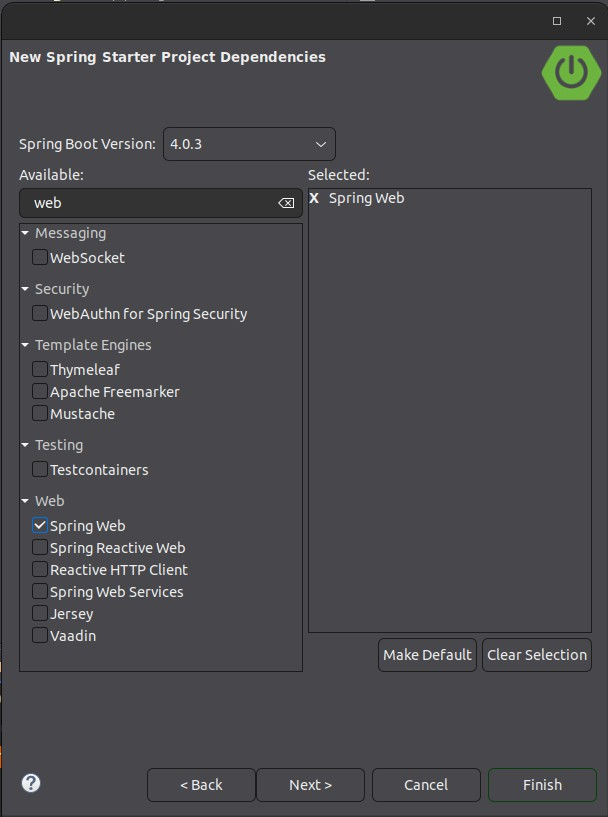 New Spring Starter Project Dependencies
Spring Boot Version: 4.0.3
Available:
Selected:
web
X Spring Web
Messaging
WebSocket
Security
WebAuthn for Spring Security
Template Engines
Thymeleaf
Apache Freemarker
Mustache
Testing
Testcontainers
Web
Spring Web
Spring Reactive Web
Reactive HTTP Client
Spring Web Services
Jersey
Vaadin
Make Default
Clear Selection
?
< Back
Next >
Cancel
Finish